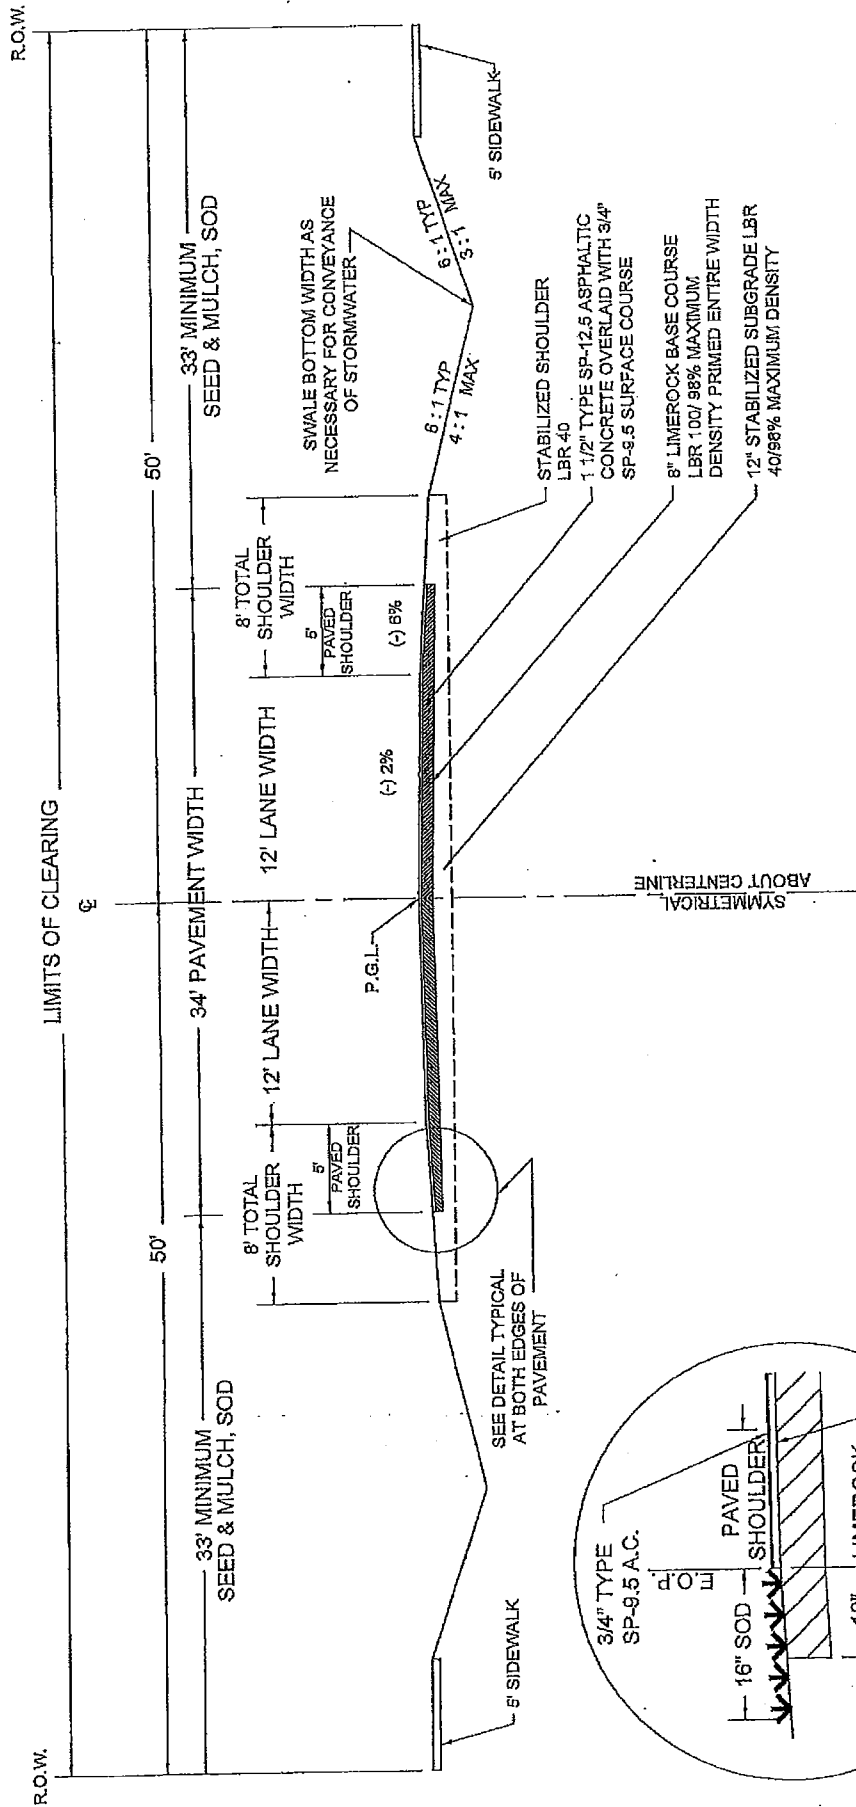 R.O.W.
R.O.W.
LIMITS OF CLEARING
℄
50'
50'
33' MINIMUM
SEED & MULCH, SOD
34' PAVEMENT WIDTH
33' MINIMUM
SEED & MULCH, SOD
8' TOTAL
SHOULDER
WIDTH
12' LANE WIDTH
12' LANE WIDTH
8' TOTAL
SHOULDER
WIDTH
5'
PAVED
SHOULDER
5'
PAVED
SHOULDER
P.G.L.
(-) 2%
(-) 6%
SWALE BOTTOM WIDTH AS
NECESSARY FOR CONVEYANCE
OF STORMWATER
6 : 1 TYP
4 : 1 MAX
6 : 1 TYP
3 : 1 MAX
5' SIDEWALK
5' SIDEWALK
SEE DETAIL TYPICAL
AT BOTH EDGES OF
PAVEMENT
STABILIZED SHOULDER
LBR 40
1 1/2" TYPE SP-12.5 ASPHALTIC
CONCRETE OVERLAID WITH 3/4"
SP-9.5 SURFACE COURSE
8" LIMEROCK BASE COURSE
LBR 100/ 98% MAXIMUM
DENSITY PRIMED ENTIRE WIDTH
12" STABILIZED SUBGRADE LBR
40/98% MAXIMUM DENSITY
SYMMETRICAL
ABOUT CENTERLINE
3/4" TYPE
SP-9.5 A.C.
E.O.P.
16" SOD
PAVED
SHOULDER